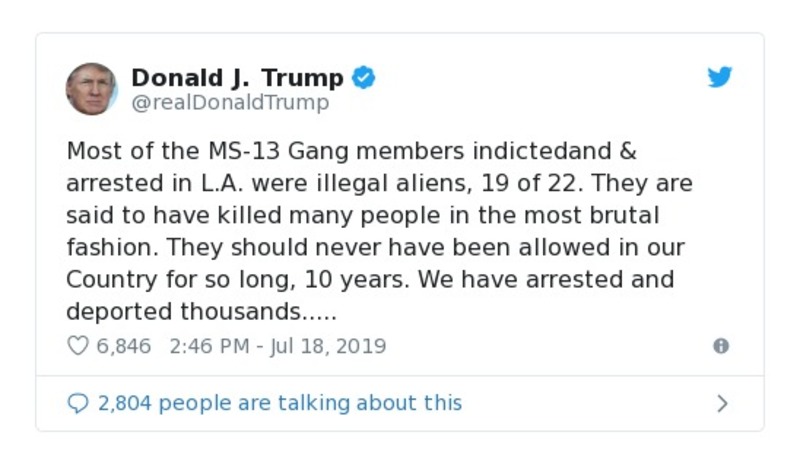 Donald J. Trump
@realDonaldTrump
Most of the MS-13 Gang members indictedand &
arrested in L.A. were illegal aliens, 19 of 22. They are
said to have killed many people in the most brutal
fashion. They should never have been allowed in our
Country for so long, 10 years. We have arrested and
deported thousands.....
6,846 2:46 PM - Jul 18, 2019
2,804 people are talking about this